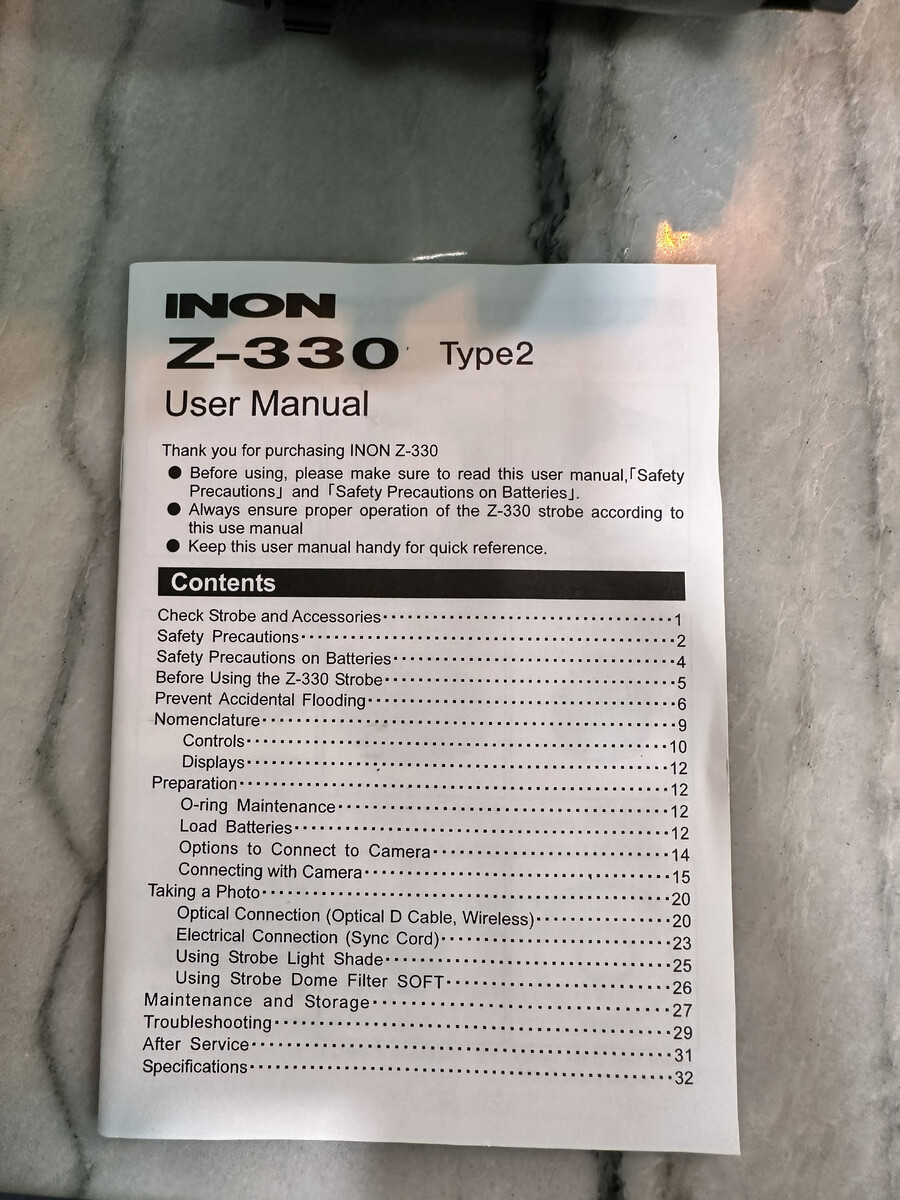 INON
Z-330 Type2
User Manual
Thank you for purchasing INON Z-330
● Before using, please make sure to read this user manual,｢Safety
Precautions｣ and ｢Safety Precautions on Batteries｣.
● Always ensure proper operation of the Z-330 strobe according to
this use manual
● Keep this user manual handy for quick reference.
Contents
Check Strobe and Accessories 1
Safety Precautions 2
Safety Precautions on Batteries 4
Before Using the Z-330 Strobe 5
Prevent Accidental Flooding 6
Nomenclature 9
Controls 10
Displays 12
Preparation 12
O-ring Maintenance 12
Load Batteries 12
Options to Connect to Camera 14
Connecting with Camera 15
Taking a Photo 20
Optical Connection (Optical D Cable, Wireless) 20
Electrical Connection (Sync Cord) 23
Using Strobe Light Shade 25
Using Strobe Dome Filter SOFT 26
Maintenance and Storage 27
Troubleshooting 29
After Service 31
Specifications 32